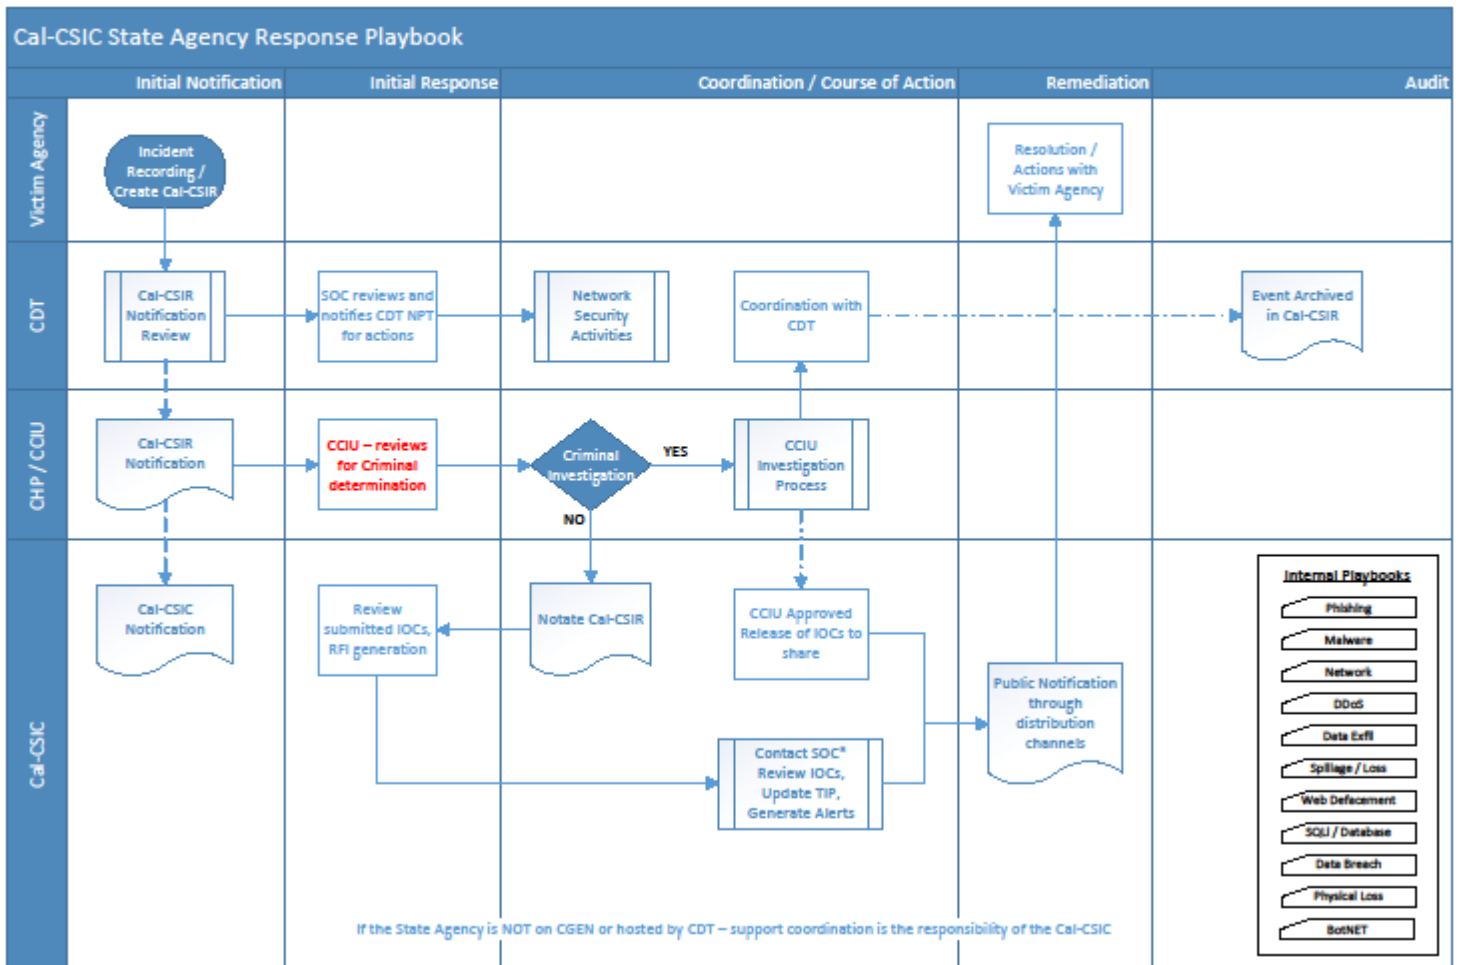 Cal-CSIC State Agency Response Playbook
Initial Notification
Initial Response
Coordination / Course of Action
Remediation
Audit
Victim Agency
Incident
Recording /
Create Cal-CSIR
Resolution /
Actions with
Victim Agency
CDT
Cal-CSIR
Notification
Review
SOC reviews and
notifies CDT NPT
for actions
Network
Security
Activities
Coordination with
CDT
Event Archived
in Cal-CSIR
CHP / CCIU
Cal-CSIR
Notification
CCIU – reviews
for Criminal
determination
Criminal
Investigation
YES
NO
CCIU
Investigation
Process
Cal-CSIC
Cal-CSIC
Notification
Review
submitted IOCs,
RFI generation
Notate Cal-CSIR
CCIU Approved
Release of IOCs to
share
Contact SOC*
Review IOCs,
Update TIP,
Generate Alerts
Public Notification
through
distribution
channels
Internal Playbooks
Phishing
Malware
Network
DDoS
Data Exfil
Spillage / Loss
Web Defacement
SQLi / Database
Data Breach
Physical Loss
BotNET
If the State Agency is NOT on CGEN or hosted by CDT – support coordination is the responsibility of the Cal-CSIC